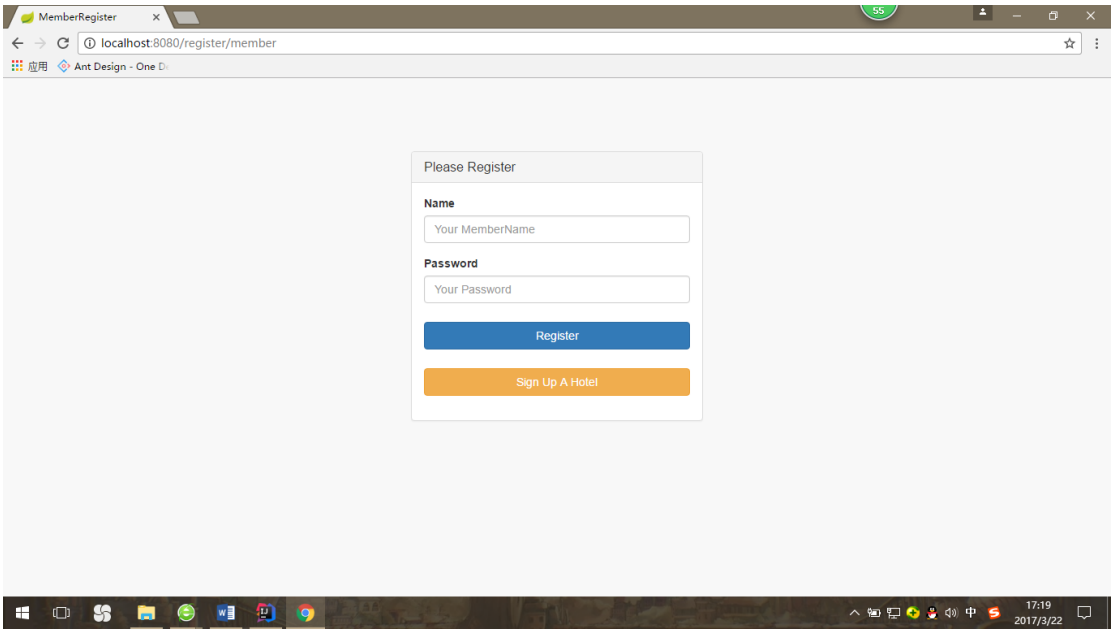 MemberRegister
55
localhost:8080/register/member
应用 Ant Design - One D
Please Register
Name
Your MemberName
Password
Your Password
Register
Sign Up A Hotel
中
17:19
2017/3/22